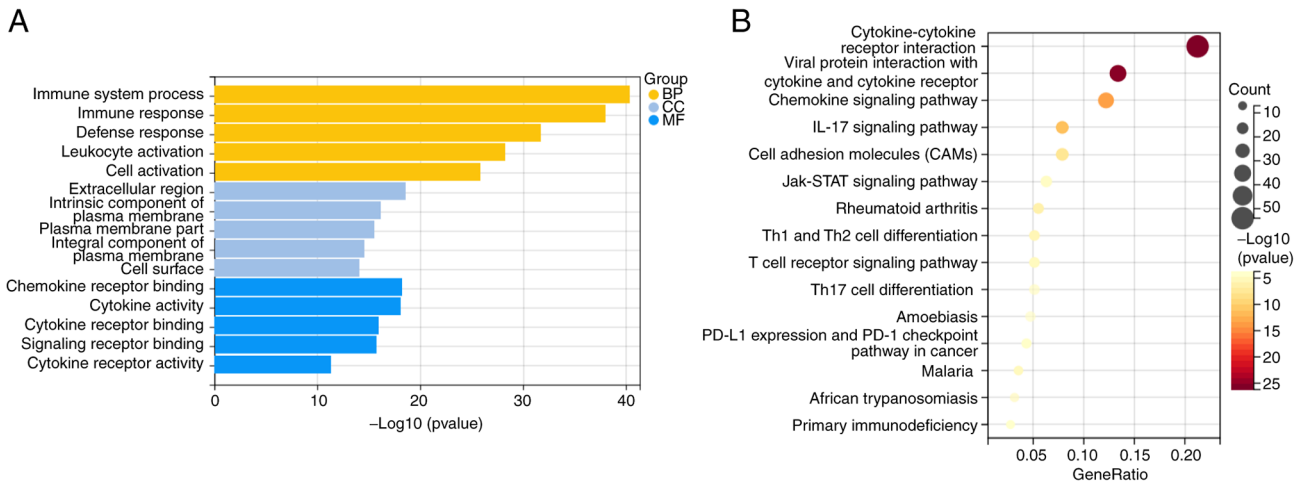 A
Immune system process
Immune response
Defense response
Leukocyte activation
Cell activation
Extracellular region
Intrinsic component of
plasma membrane
Plasma membrane part
Integral component of
plasma membrane
Cell surface
Chemokine receptor binding
Cytokine activity
Cytokine receptor binding
Signaling receptor binding
Cytokine receptor activity
0
10
20
30
40
−Log10 (pvalue)
Group
BP
CC
MF
B
Cytokine-cytokine
receptor interaction
Viral protein interaction with
cytokine and cytokine receptor
Chemokine signaling pathway
IL-17 signaling pathway
Cell adhesion molecules (CAMs)
Jak-STAT signaling pathway
Rheumatoid arthritis
Th1 and Th2 cell differentiation
T cell receptor signaling pathway
Th17 cell differentiation
Amoebiasis
PD-L1 expression and PD-1 checkpoint
pathway in cancer
Malaria
African trypanosomiasis
Primary immunodeficiency
0.05
0.10
0.15
0.20
GeneRatio
Count
10
20
30
40
50
−Log10
(pvalue)
5
10
15
20
25